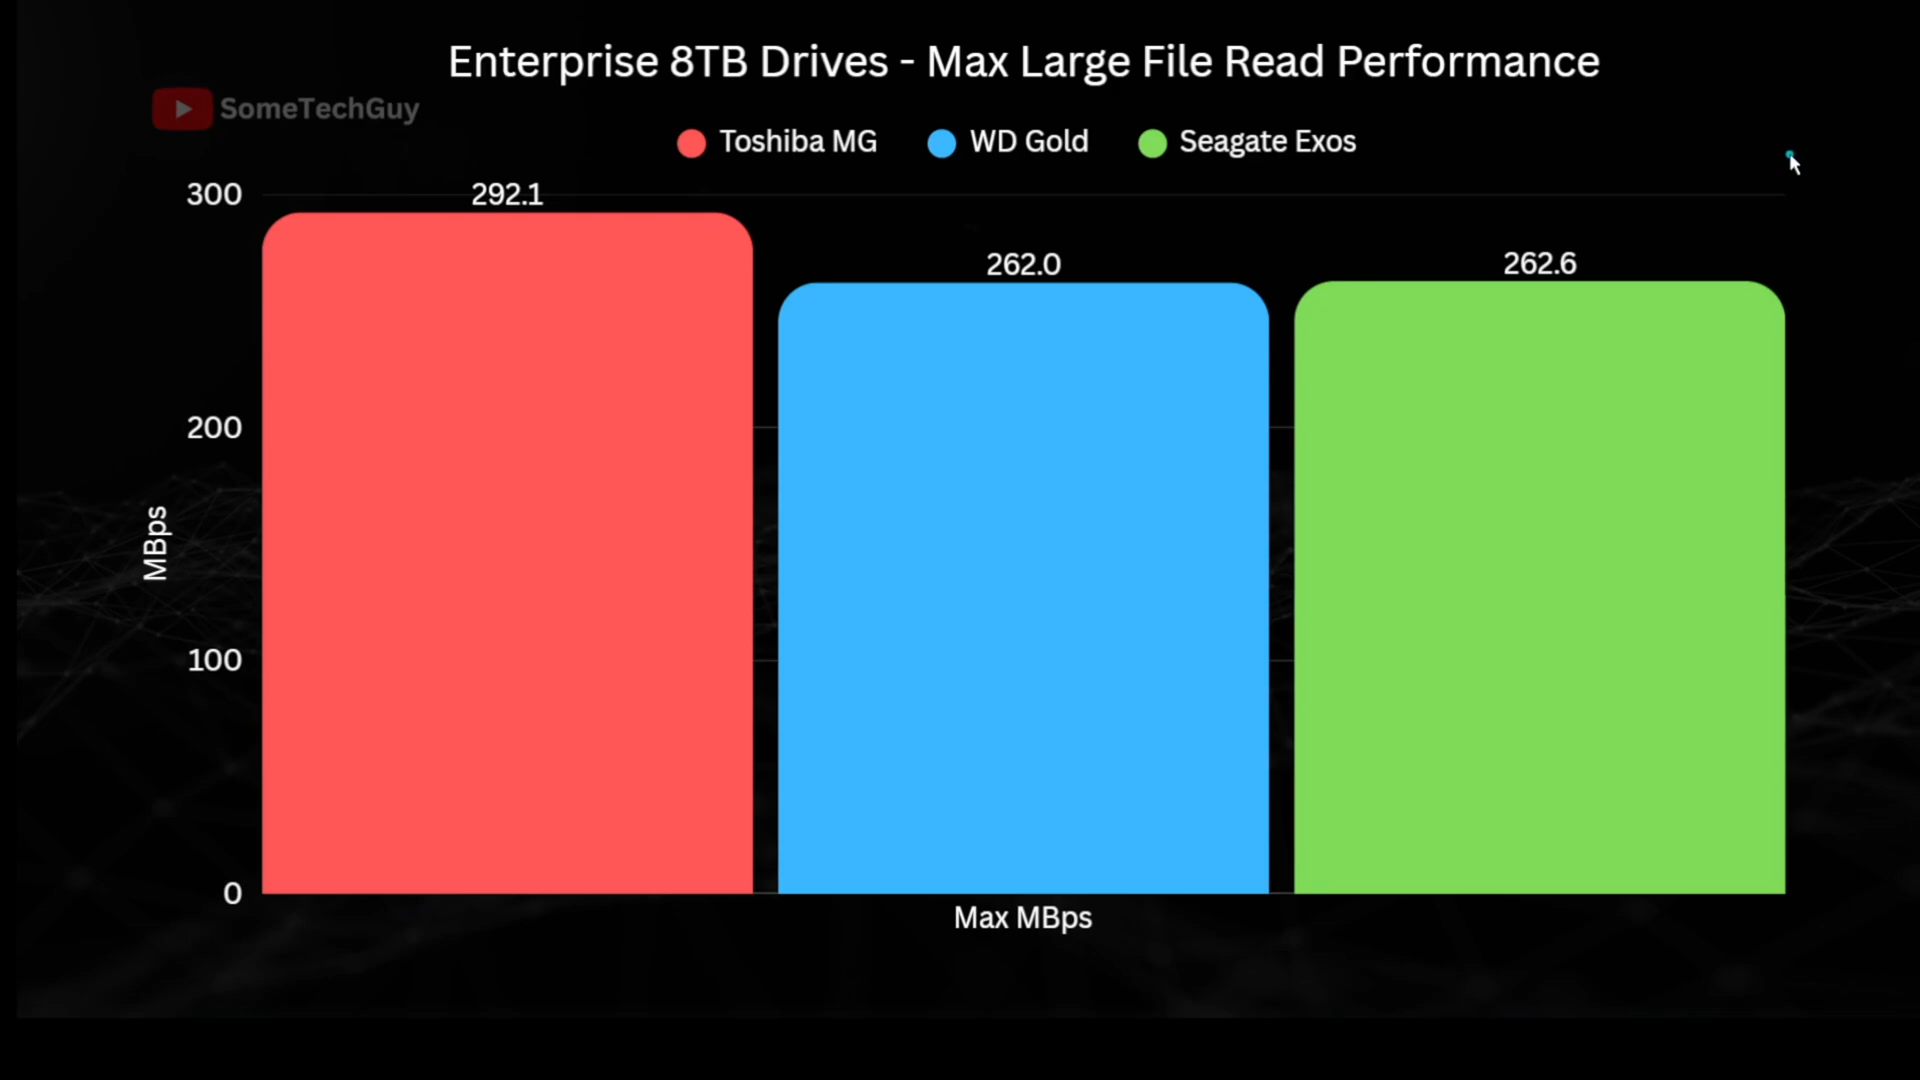 Enterprise 8TB Drives - Max Large File Read Performance
SomeTechGuy
Toshiba MG WD Gold Seagate Exos
300
292.1
262.0
262.6
200
100
0
MBps
Max MBps